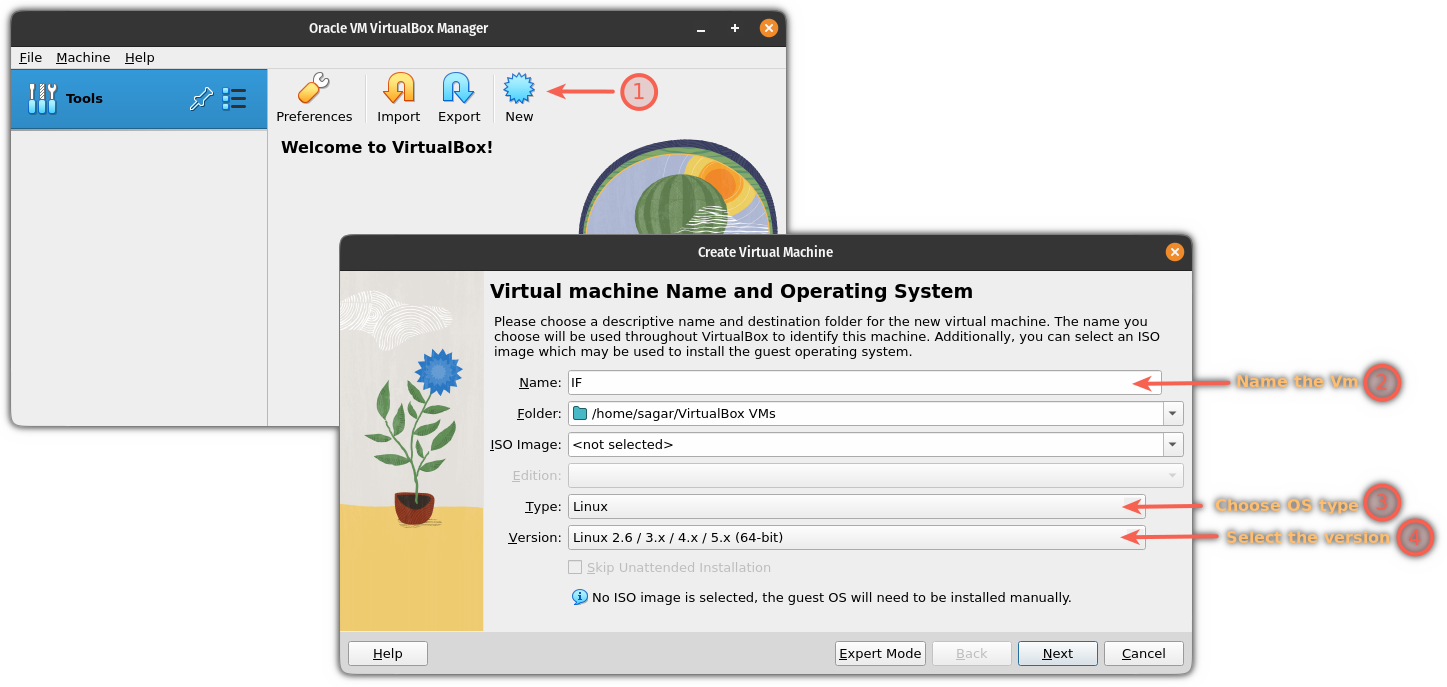 Oracle VM VirtualBox Manager
File Machine Help
Tools
Preferences Import Export New
1
Welcome to VirtualBox!
Create Virtual Machine
Virtual machine Name and Operating System
Please choose a descriptive name and destination folder for the new virtual machine. The name you
choose will be used throughout VirtualBox to identify this machine. Additionally, you can select an ISO
image which may be used to install the guest operating system.
Name: IF
Name the Vm 2
Folder: /home/sagar/VirtualBox VMs
ISO Image: <not selected>
Edition:
Type: Linux
Choose OS type 3
Version: Linux 2.6 / 3.x / 4.x / 5.x (64-bit)
Select the version 4
Skip Unattended Installation
No ISO image is selected, the guest OS will need to be installed manually.
Help Expert Mode Back Next Cancel